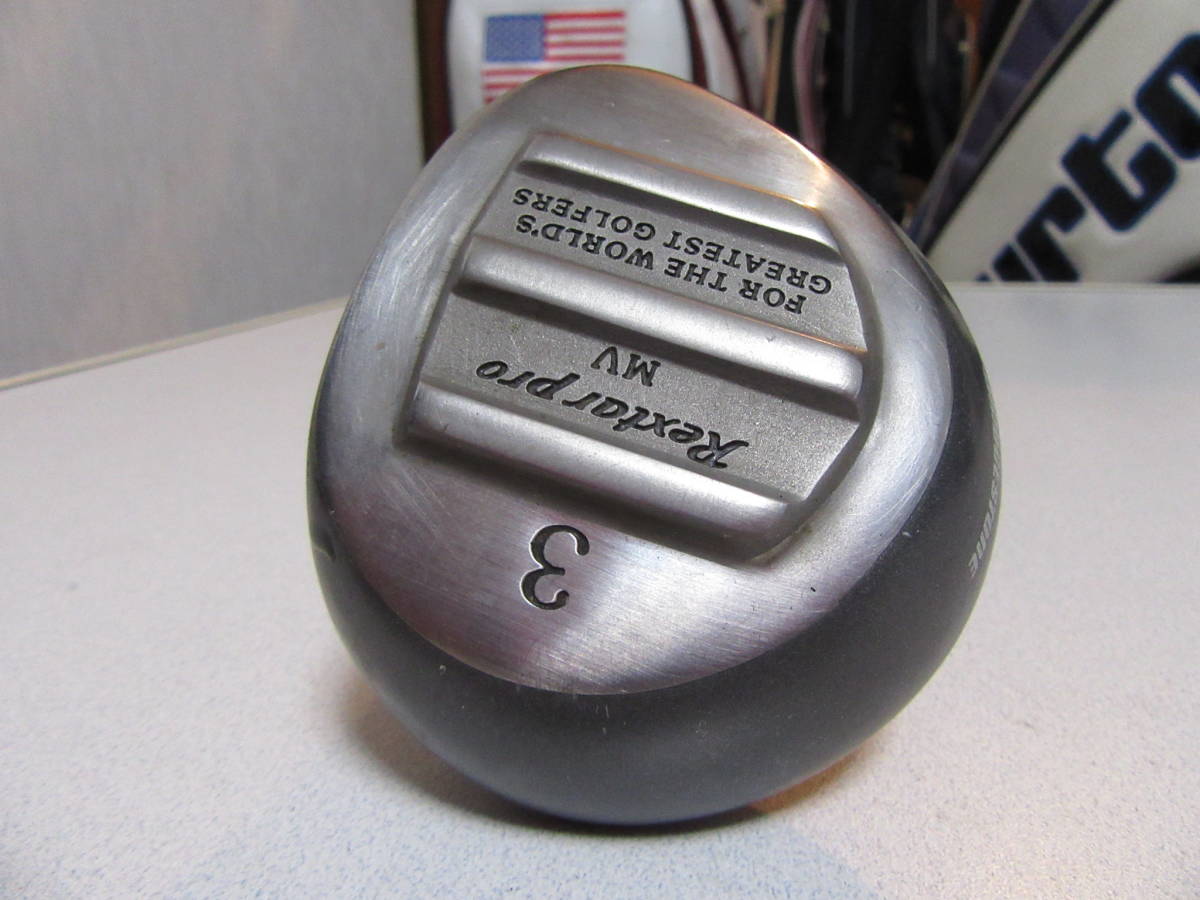 Rextar pro
MV
FOR THE WORLD'S
GREATEST GOLFERS
3